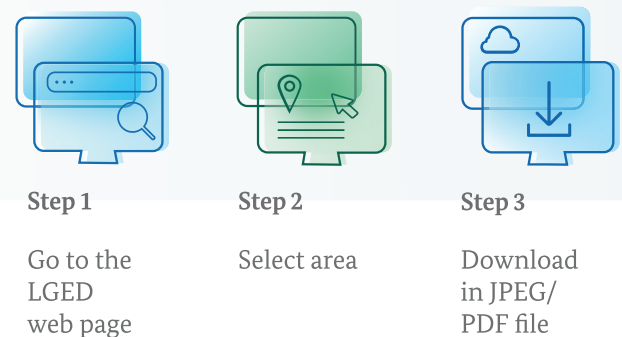 Step 1
Go to the
LGED
web page
Step 2
Select area
Step 3
Download
in JPEG/
PDF file